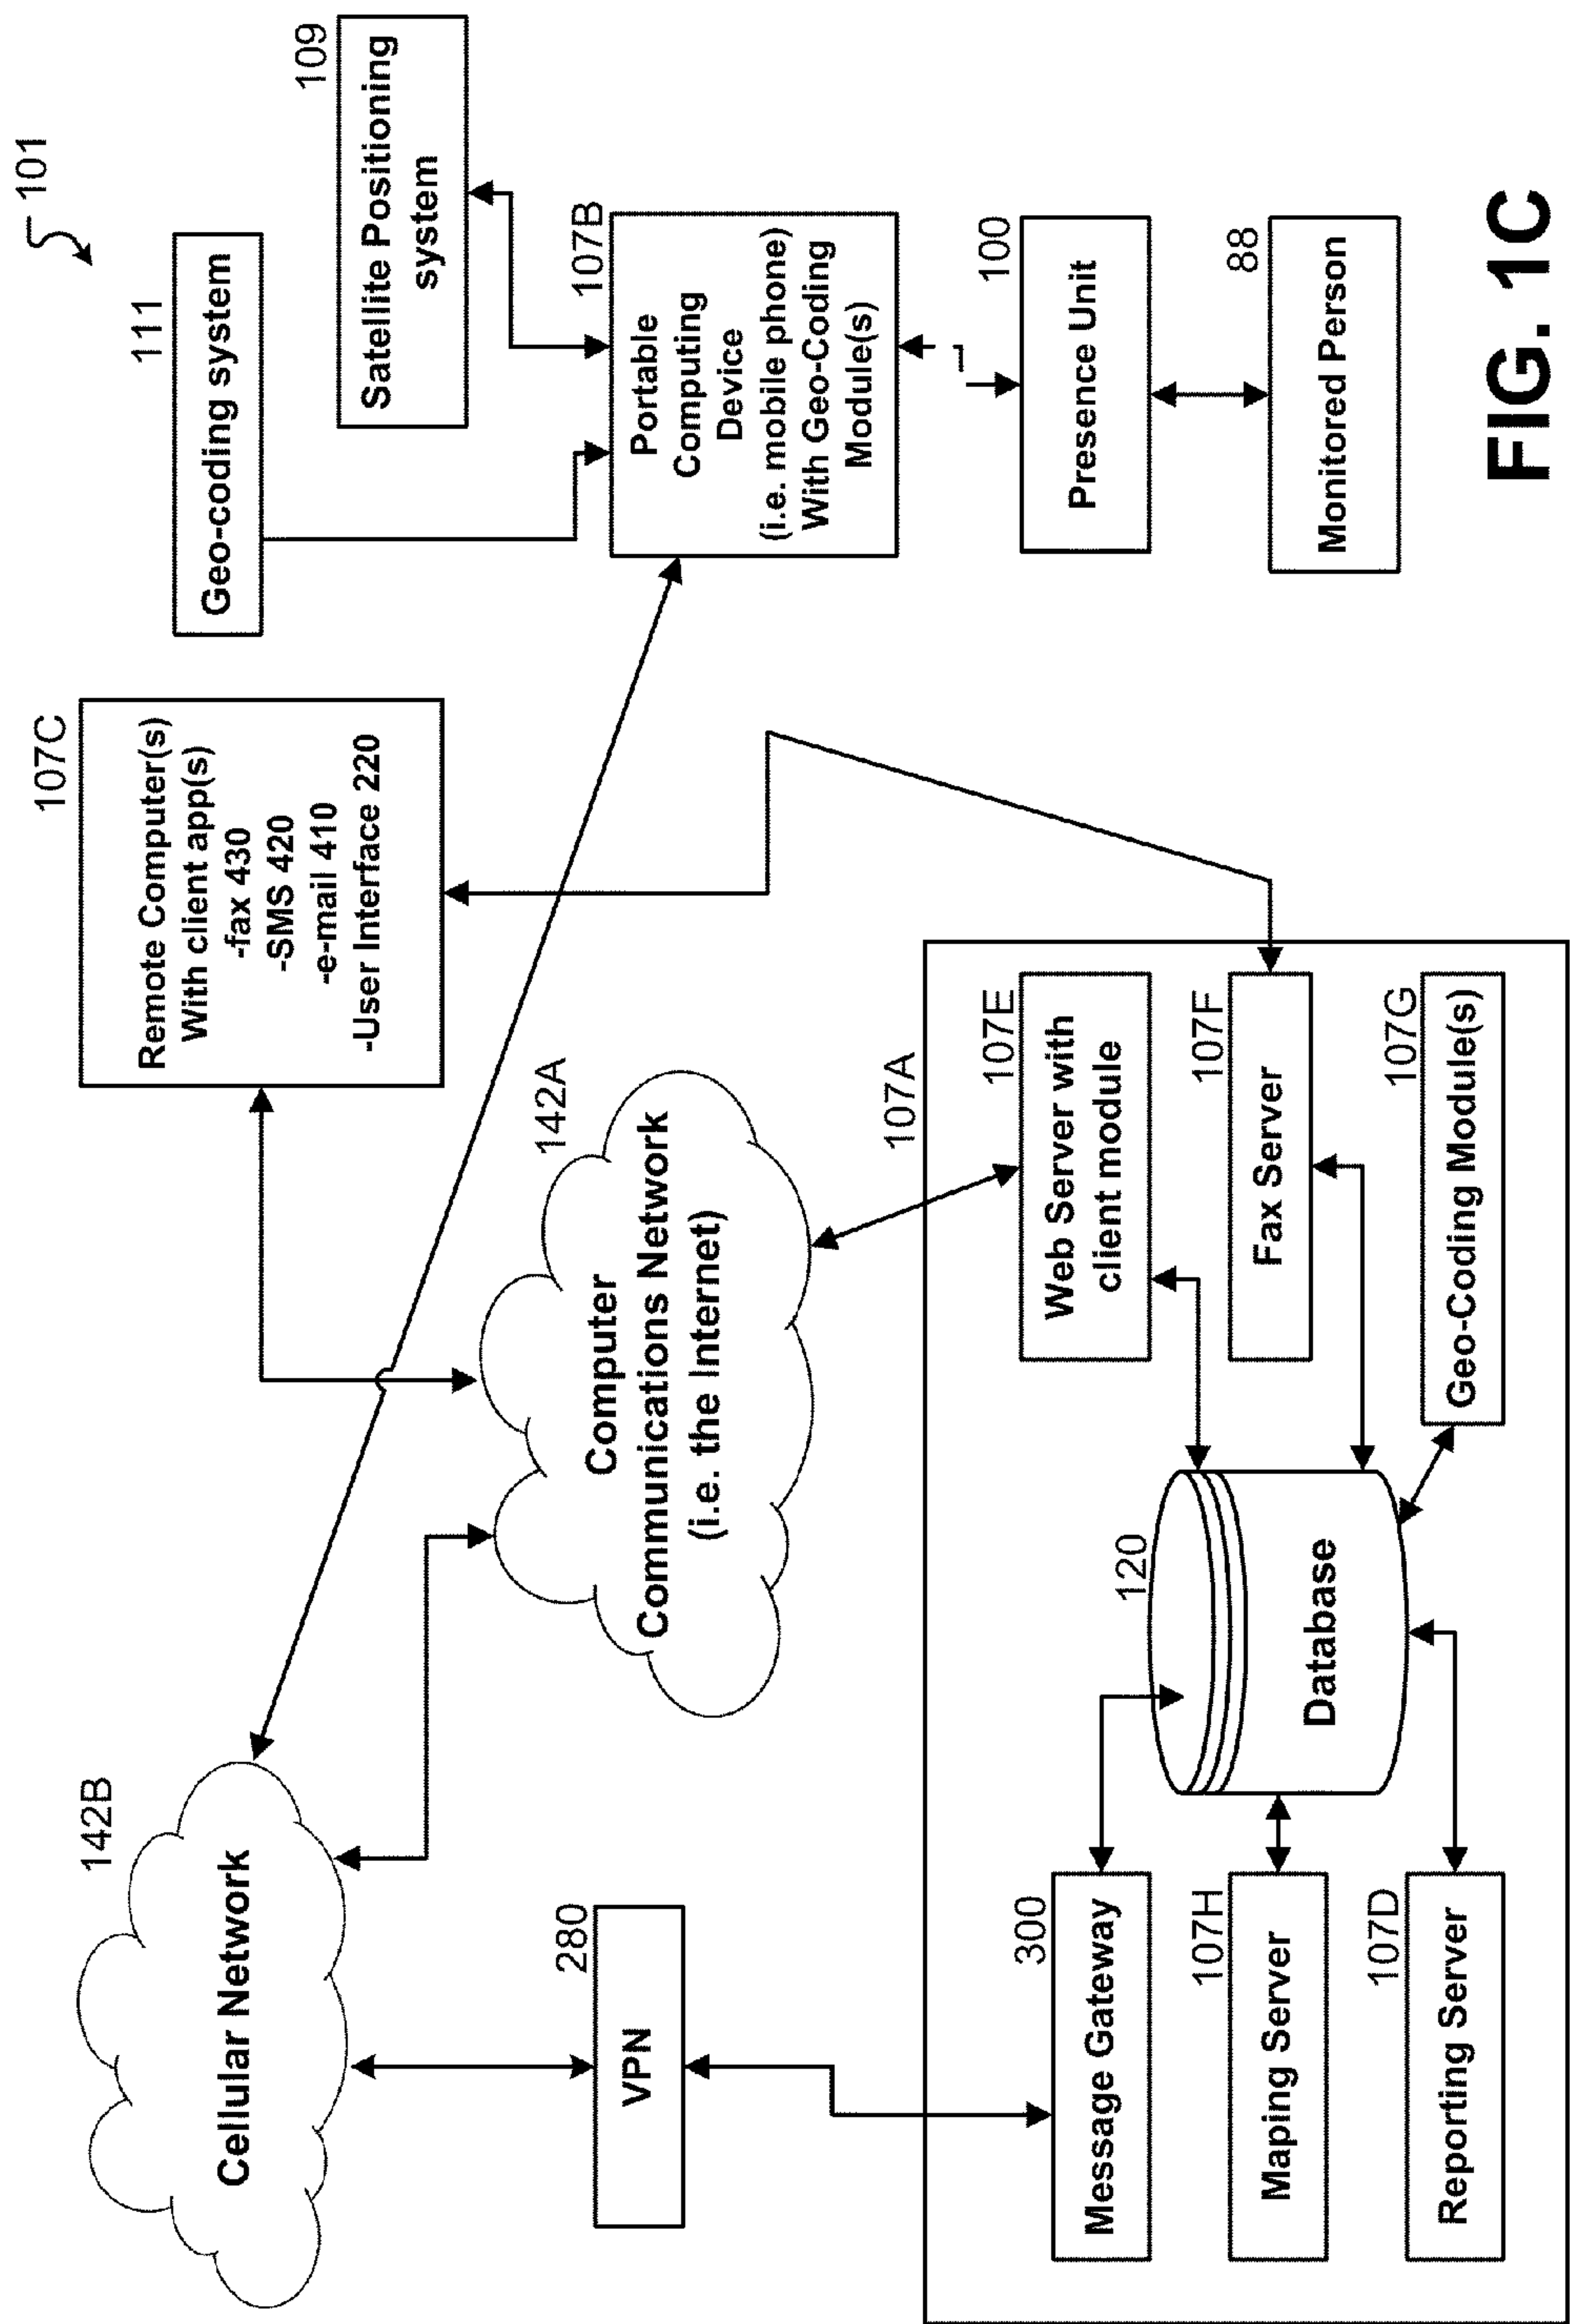 101
142B
Cellular Network
107C
Remote Computer(s)
With client app(s)
-fax 430
-SMS 420
-e-mail 410
-User Interface 220
111
Geo-coding system
109
Satellite Positioning
system
280
VPN
142A
Computer
Communications Network
(i.e. the Internet)
107B
Portable
Computing
Device
(i.e. mobile phone)
With Geo-Coding
Module(s)
107A
300
Message Gateway
107H
Maping Server
107D
Reporting Server
120
Database
107E
Web Server with
client module
107F
Fax Server
107G
Geo-Coding Module(s)
100
Presence Unit
88
Monitored Person
FIG. 1C